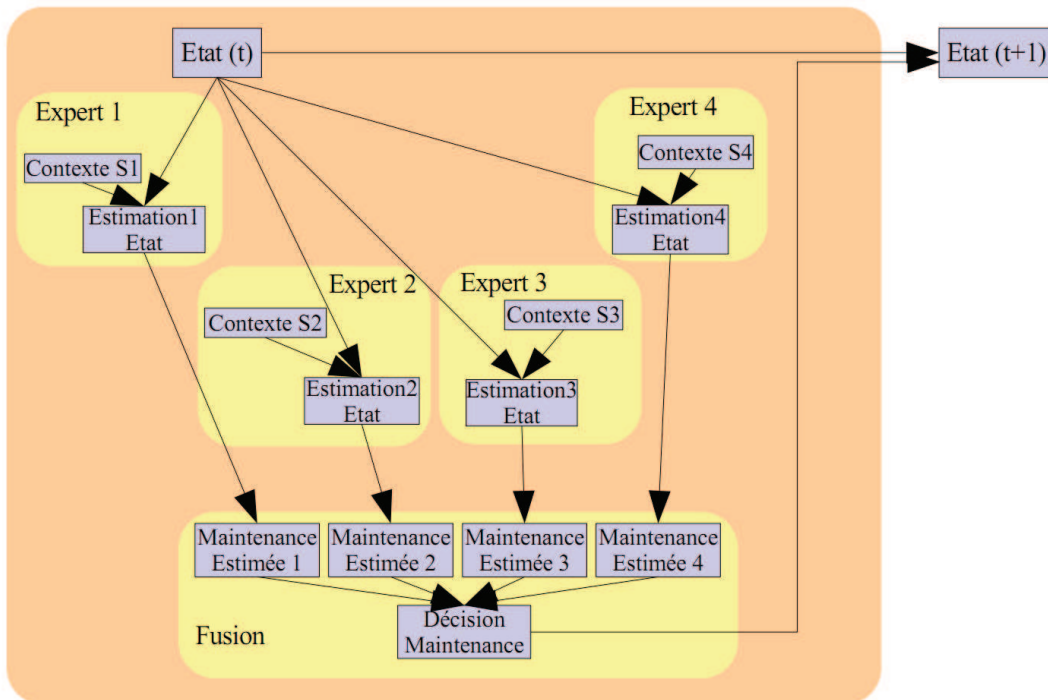 Etat (t)
Etat (t+1)
Expert 1
Contexte S1
Estimation1
Etat
Expert 4
Contexte S4
Estimation4
Etat
Expert 2
Contexte S2
Estimation2
Etat
Expert 3
Contexte S3
Estimation3
Etat
Maintenance
Estimée 1
Maintenance
Estimée 2
Maintenance
Estimée 3
Maintenance
Estimée 4
Décision
Maintenance
Fusion